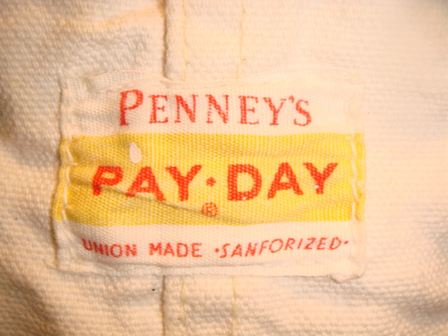 PENNEY'S
PAY·DAY
®
UNION MADE ·SANFORIZED·